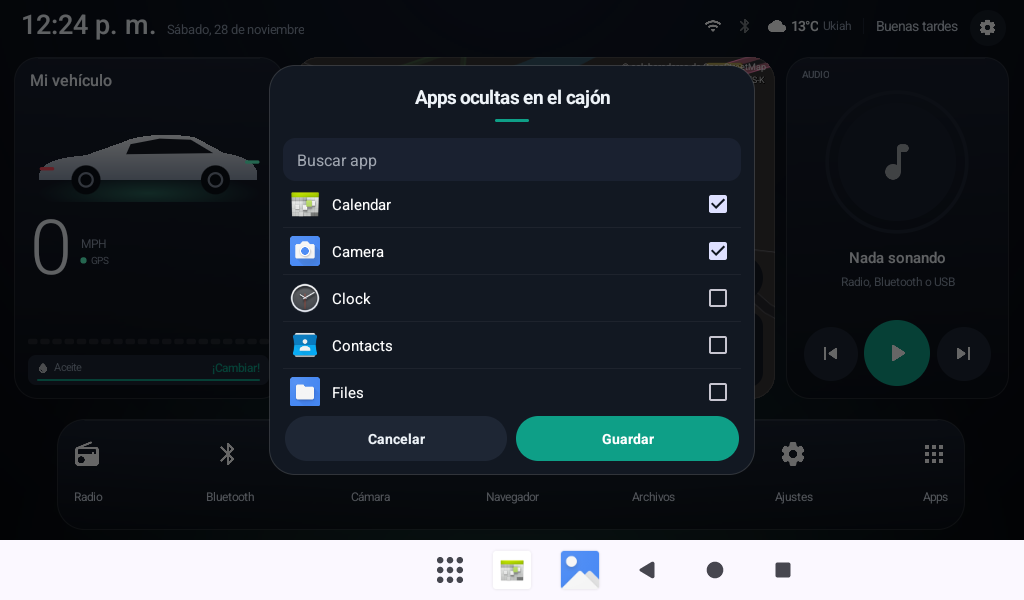 12:24 p. m.
Sábado, 28 de noviembre
13°C Ukiah
Buenas tardes
Mi vehículo
0
MPH
GPS
Aceite
¡Cambiar!
Apps ocultas en el cajón
Buscar app
Calendar
Camera
Clock
Contacts
Files
Cancelar
Guardar
AUDIO
Nada sonando
Radio, Bluetooth o USB
Radio
Bluetooth
Cámara
Navegador
Archivos
Ajustes
Apps